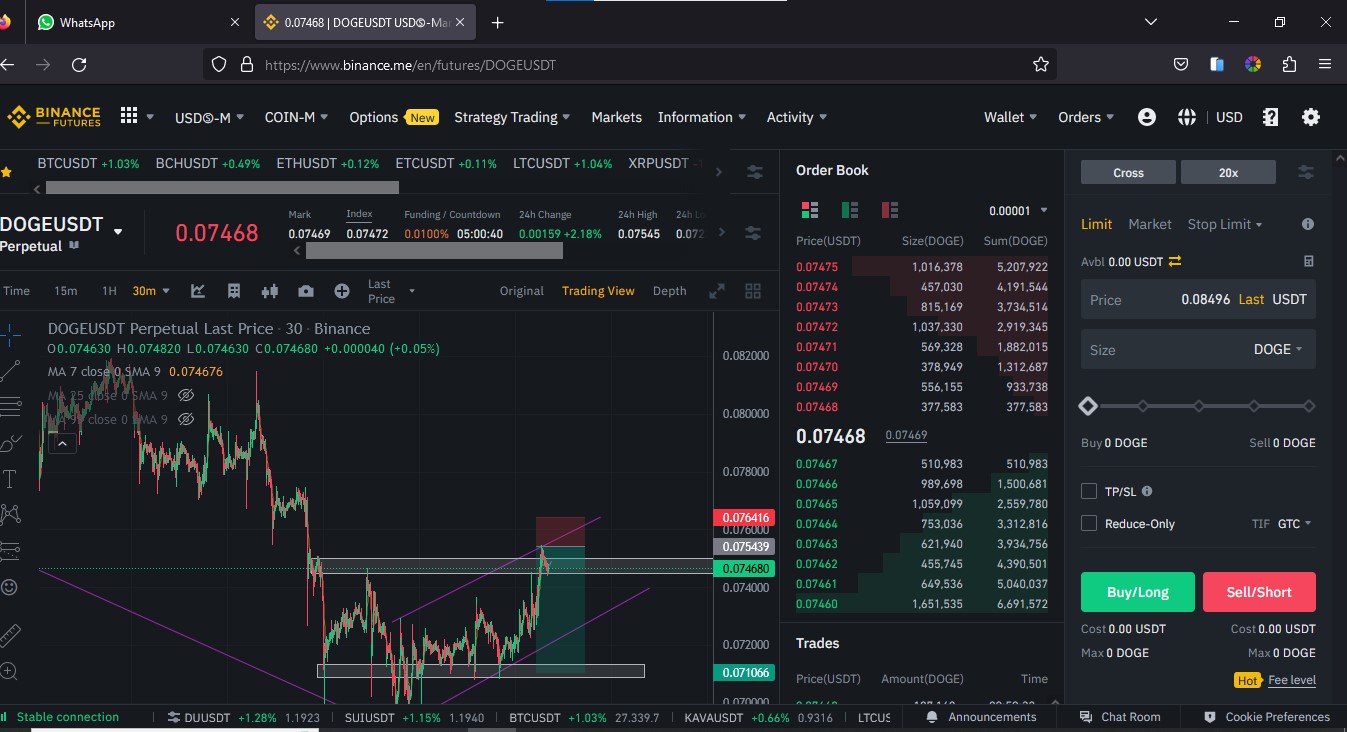 WhatsApp
0.07468 | DOGEUSDT USDⓈ-Mar
https://www.binance.me/en/futures/DOGEUSDT
BINANCE FUTURES
USDⓈ-M COIN-M Options New Strategy Trading Markets Information Activity Wallet Orders USD
BTCUSDT +1.03% BCHUSDT +0.49% ETHUSDT +0.12% ETCUSDT +0.11% LTCUSDT +1.04% XRPUSDT
DOGEUSDT
Perpetual
0.07468
Mark Index Funding / Countdown 24h Change 24h High 24h Lo
0.07469 0.07472 0.0100% 05:00:40 0.00159 +2.18% 0.07545 0.072
Time 15m 1H 30m Last Price Original Trading View Depth
DOGEUSDT Perpetual Last Price · 30 · Binance
O0.074630 H0.074820 L0.074630 C0.074680 +0.000040 (+0.05%)
MA 7 close 0 SMA 9 0.074676
MA 25 close 0 SMA 9
MA 99 close 0 SMA 9
0.082000
0.080000
0.078000
0.076416
0.076000
0.075439
0.074680
0.074000
0.072000
0.071066
0.070000
Order Book
0.00001
Price(USDT) Size(DOGE) Sum(DOGE)
0.07475 1,016,378 5,207,922
0.07474 457,030 4,191,544
0.07473 815,169 3,734,514
0.07472 1,037,330 2,919,345
0.07471 569,328 1,882,015
0.07470 378,949 1,312,687
0.07469 556,155 933,738
0.07468 377,583 377,583
0.07468 0.07469
0.07467 510,983 510,983
0.07466 989,698 1,500,681
0.07465 1,059,099 2,559,780
0.07464 753,036 3,312,816
0.07463 621,940 3,934,756
0.07462 455,745 4,390,501
0.07461 649,536 5,040,037
0.07460 1,651,535 6,691,572
Trades
Price(USDT) Amount(DOGE) Time
Cross 20x
Limit Market Stop Limit
Avbl 0.00 USDT
Price 0.08496 Last USDT
Size DOGE
Buy 0 DOGE Sell 0 DOGE
TP/SL
Reduce-Only TIF GTC
Buy/Long Sell/Short
Cost 0.00 USDT Cost 0.00 USDT
Max 0 DOGE Max 0 DOGE
Hot Fee level
Stable connection DUUSDT +1.28% 1.1923 SUIUSDT +1.15% 1.1940 BTCUSDT +1.03% 27.339.7 KAVAUSDT +0.66% 0.9316 LTCUS Announcements Chat Room Cookie Preferences